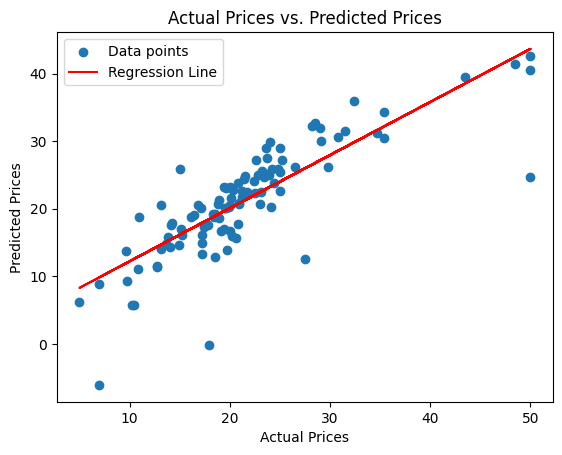 Actual Prices vs. Predicted Prices
Data points
Regression Line
Predicted Prices
40
30
20
10
0
10 20 30 40 50
Actual Prices